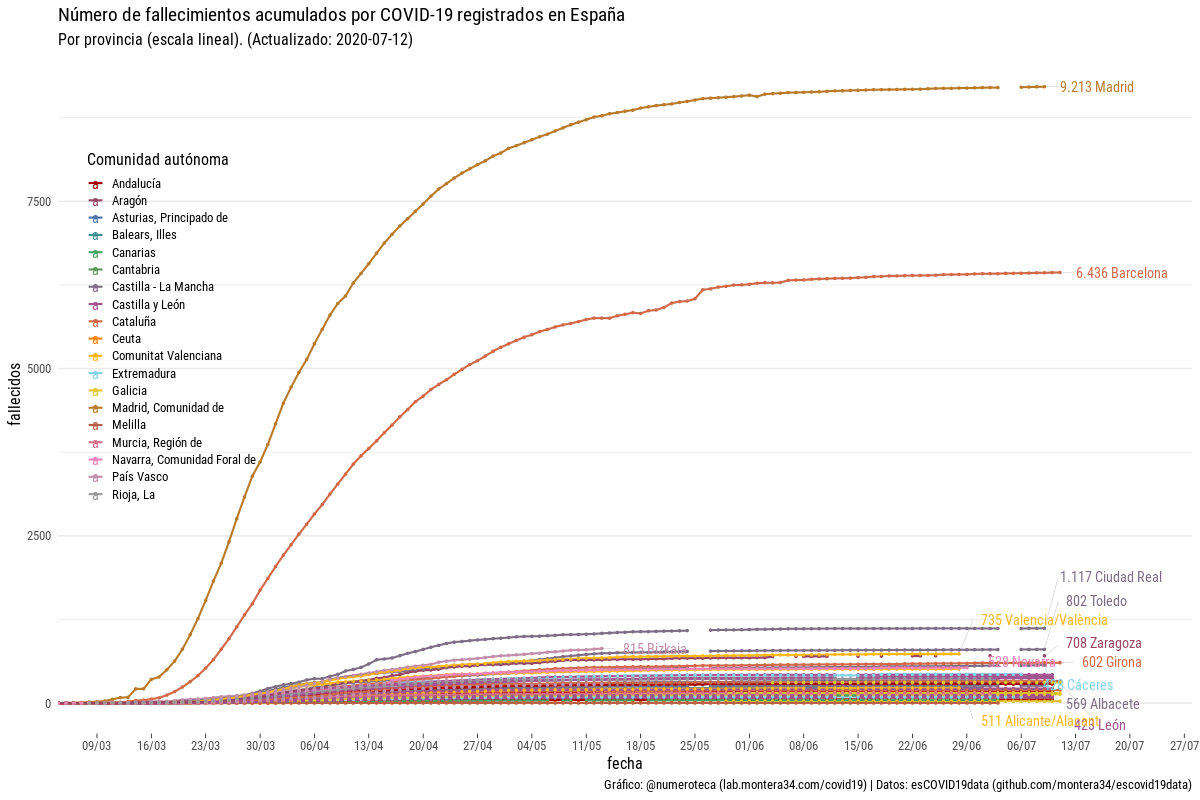 Número de fallecimientos acumulados por COVID-19 registrados en España
Por provincia (escala lineal). (Actualizado: 2020-07-12)
9.213 Madrid
Comunidad autónoma
Andalucía
Aragón
Asturias, Principado de
Balears, Illes
Canarias
Cantabria
Castilla - La Mancha
Castilla y León
Cataluña
Ceuta
Comunitat Valenciana
Extremadura
Galicia
Madrid, Comunidad de
Melilla
Murcia, Región de
Navarra, Comunidad Foral de
País Vasco
Rioja, La
7500
5000
2500
0
fallecidos
6.436 Barcelona
1.117 Ciudad Real
802 Toledo
735 Valencia/València
708 Zaragoza
815 Bizkaia
528 Navarra
602 Girona
Cáceres
569 Albacete
511 Alicante/Alacant
423 León
09/03 16/03 23/03 30/03 06/04 13/04 20/04 27/04 04/05 11/05 18/05 25/05 01/06 08/06 15/06 22/06 29/06 06/07 13/07 20/07 27/07
fecha
Gráfico: @numeroteca (lab.montera34.com/covid19) | Datos: esCOVID19data (github.com/montera34/escovid19data)